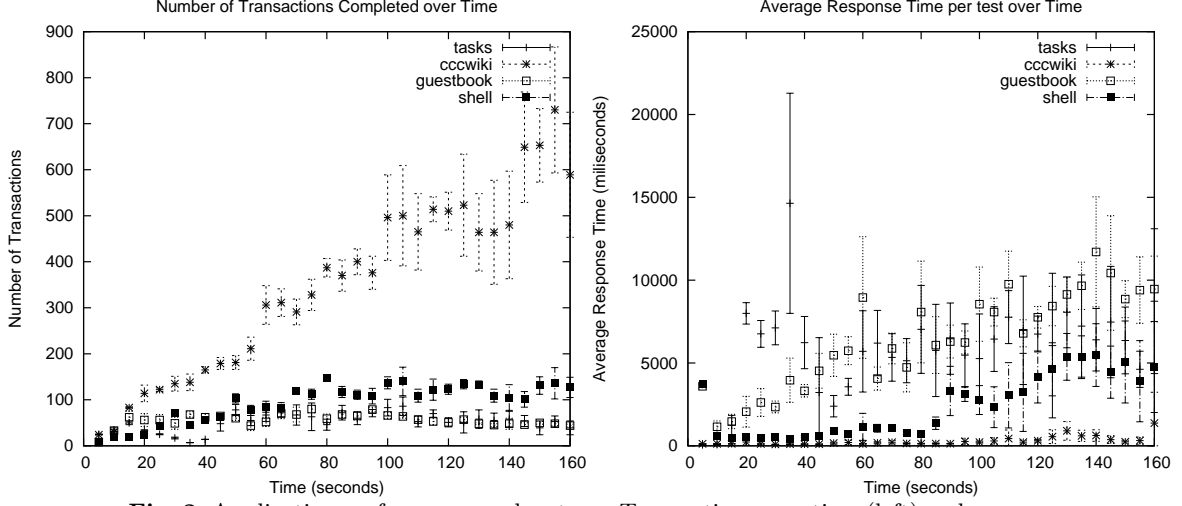 Number of Transactions Completed over Time
900
800
700
600
500
400
300
200
100
0
Number of Transactions
0 20 40 60 80 100 120 140 160
Time (seconds)
tasks
cccwiki
guestbook
shell
Average Response Time per test over Time
25000
20000
15000
10000
5000
0
Average Response Time (miliseconds)
0 20 40 60 80 100 120 140 160
Time (seconds)
tasks
cccwiki
guestbook
shell